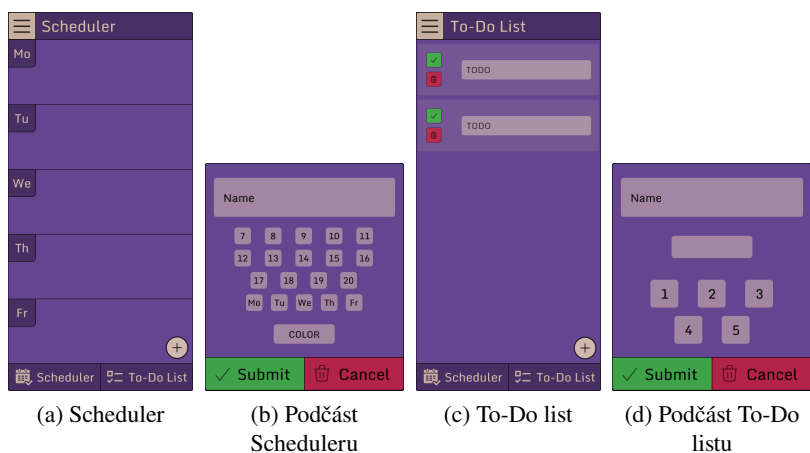 Scheduler
Mo
Tu
We
Th
Fr
+
Scheduler To-Do List
Name
7 8 9 10 11
12 13 14 15 16
17 18 19 20
Mo Tu We Th Fr
COLOR
Submit Cancel
To-Do List
TODO
TODO
+
Scheduler To-Do List
Name
1 2 3
4 5
Submit Cancel
(a) Scheduler
(b) Podčást
Scheduleru
(c) To-Do list
(d) Podčást To-Do
listu